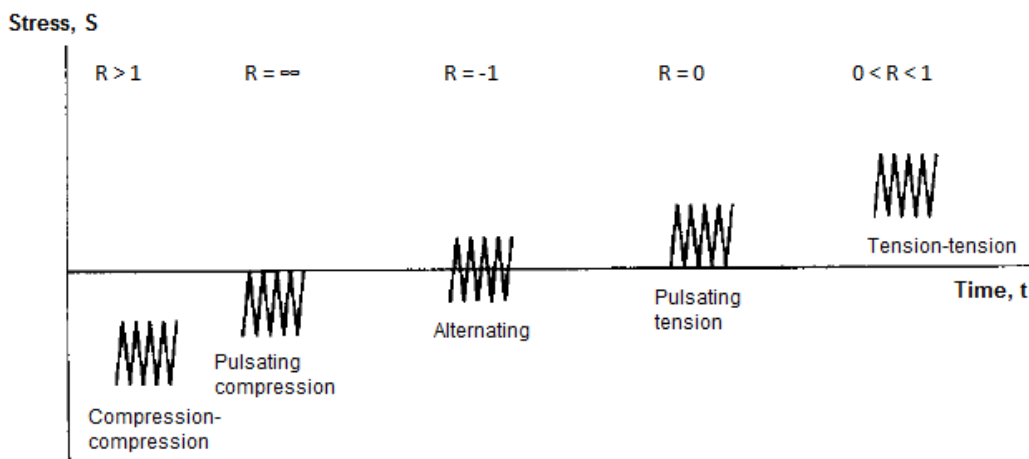 Stress, S
R > 1
R = ∞
R = -1
R = 0
0 < R < 1
Tension-tension
Time, t
Pulsating
tension
Alternating
Pulsating
compression
Compression-
compression